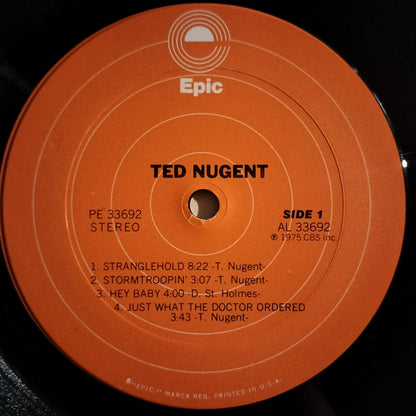 Epic
TED NUGENT
PE 33692
STEREO
SIDE 1
AL 33692
℗ 1975 CBS Inc.
1. STRANGLEHOLD 8:22 -T. Nugent-
2. STORMTROOPIN' 3:07 -T. Nugent-
3. HEY BABY 4:00 -D. St. Holmes-
4. JUST WHAT THE DOCTOR ORDERED
3:43 -T. Nugent-
®-"EPIC," MARCA REG. PRINTED IN U.S.A.